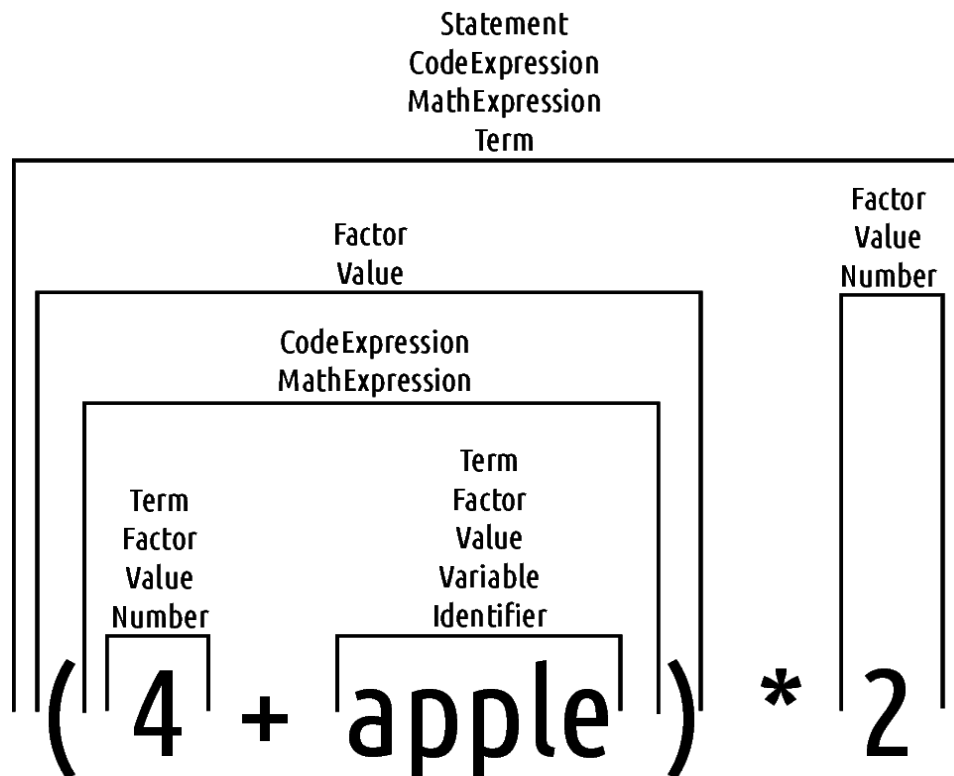 Statement
CodeExpression
MathExpression
Term
Factor
Value
Number
Factor
Value
CodeExpression
MathExpression
Term
Factor
Value
Variable
Identifier
Term
Factor
Value
Number
( 4 + apple ) * 2